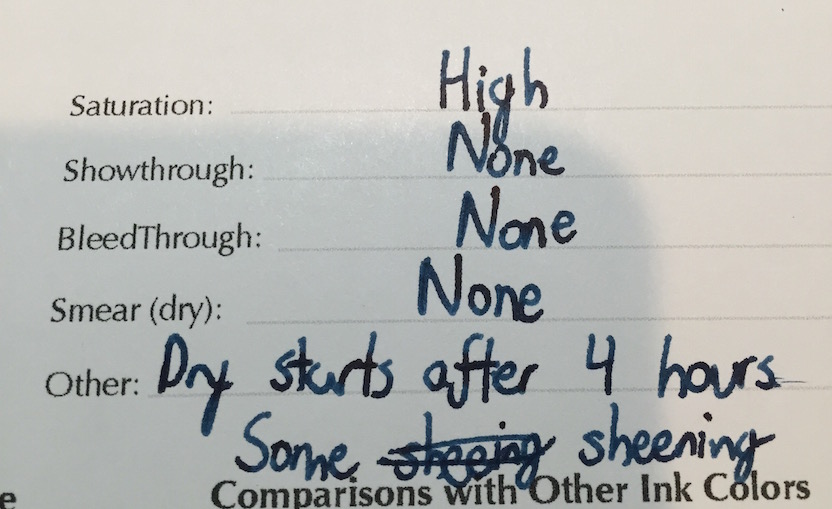 Saturation: High
Showthrough: None
BleedThrough: None
Smear (dry): None
Other: Dry starts after 4 hours
Some sheeing sheening
e Comparisons with Other Ink Colors